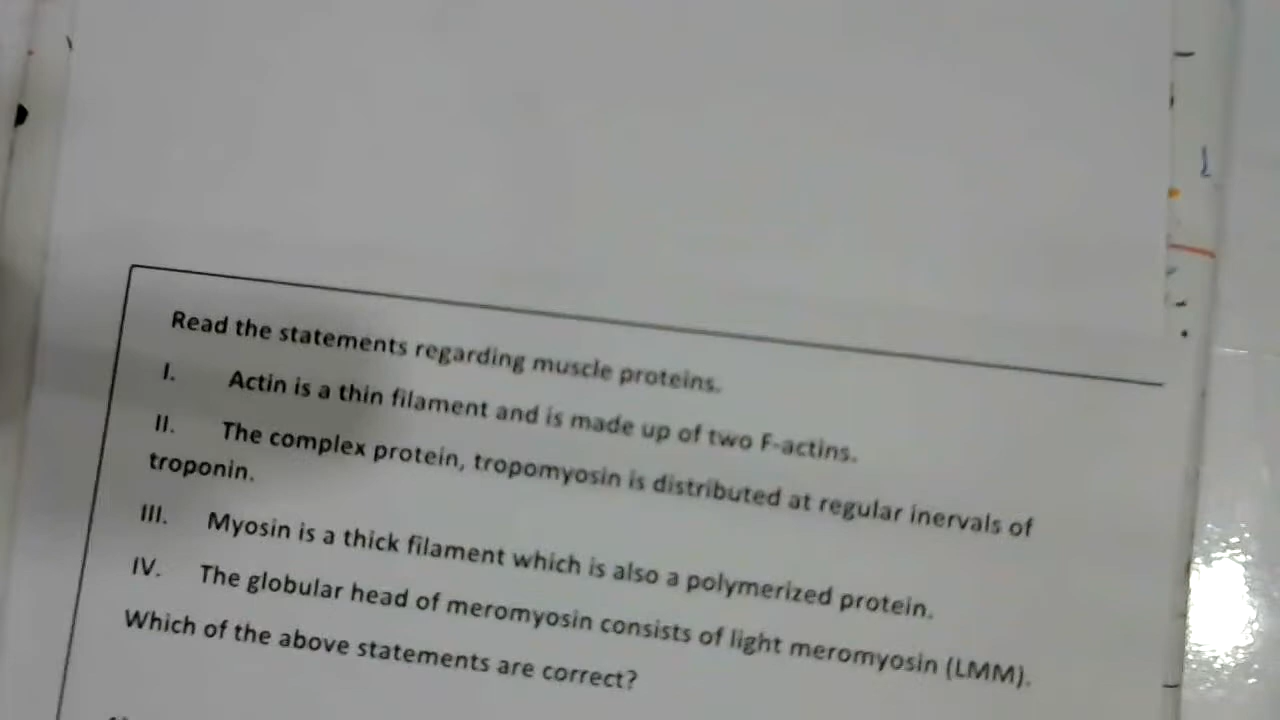 Read the statements regarding muscle proteins.
I. Actin is a thin filament and is made up of two F-actins.
II. The complex protein, tropomyosin is distributed at regular inervals of
troponin.
III. Myosin is a thick filament which is also a polymerized protein.
IV. The globular head of meromyosin consists of light meromyosin (LMM).
Which of the above statements are correct?